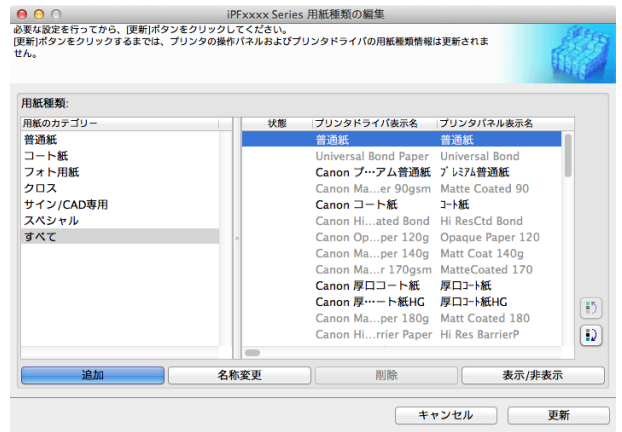 iPFxxxx Series 用紙種類の編集
必要な設定を行ってから、[更新]ボタンをクリックしてください。
[更新]ボタンをクリックするまでは、プリンタの操作パネルおよびプリンタドライバの用紙種類情報は更新されま
せん。
用紙種類:
用紙のカテゴリー
普通紙
コート紙
フォト用紙
クロス
サイン/CAD専用
スペシャル
すべて
状態 プリンタドライバ表示名 プリンタパネル表示名
普通紙 普通紙
Universal Bond Paper Universal Bond
Canon プ…アム普通紙 プレミアム普通紙
Canon Ma…er 90gsm Matte Coated 90
Canon コート紙 コート紙
Canon Hi…ated Bond Hi ResCtd Bond
Canon Op…per 120g Opaque Paper 120
Canon Ma…per 140g Matt Coat 140g
Canon Ma…r 170gsm MatteCoated 170
Canon 厚口コート紙 厚口コート紙
Canon 厚…ート紙HG 厚口コート紙HG
Canon Ma…per 180g Matt Coated 180
Canon Hi…rrier Paper Hi Res BarrierP
追加 名称変更 削除 表示/非表示
キャンセル 更新